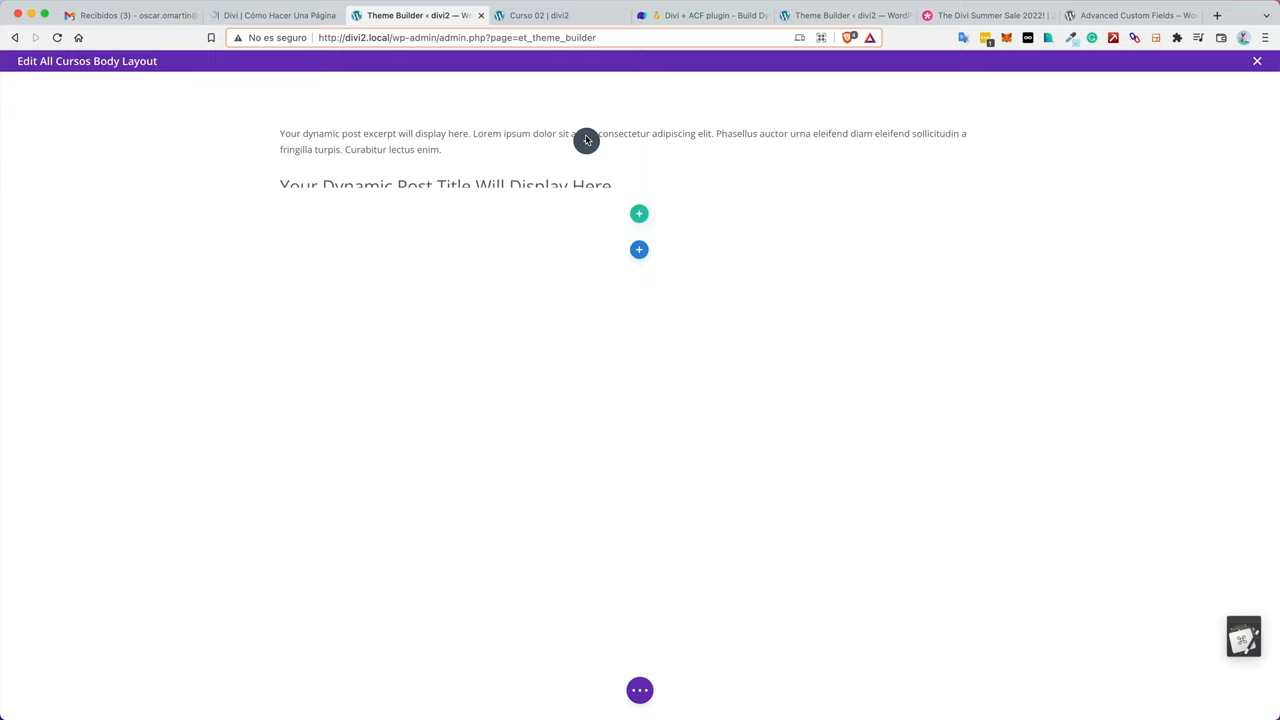 Recibidos (3) - oscar.omartin@
Divi | Cómo Hacer Una Página
Theme Builder ‹ divi2 — Wo
Curso 02 | divi2
Divi + ACF plugin - Build Dy
Theme Builder ‹ divi2 — WordP
The Divi Summer Sale 2022! | J
Advanced Custom Fields – Wor
No es seguro
http://divi2.local/wp-admin/admin.php?page=et_theme_builder
Edit All Cursos Body Layout
Your dynamic post excerpt will display here. Lorem ipsum dolor sit a consectetur adipiscing elit. Phasellus auctor urna eleifend diam eleifend sollicitudin a
fringilla turpis. Curabitur lectus enim.
Your Dynamic Post Title Will Display Here